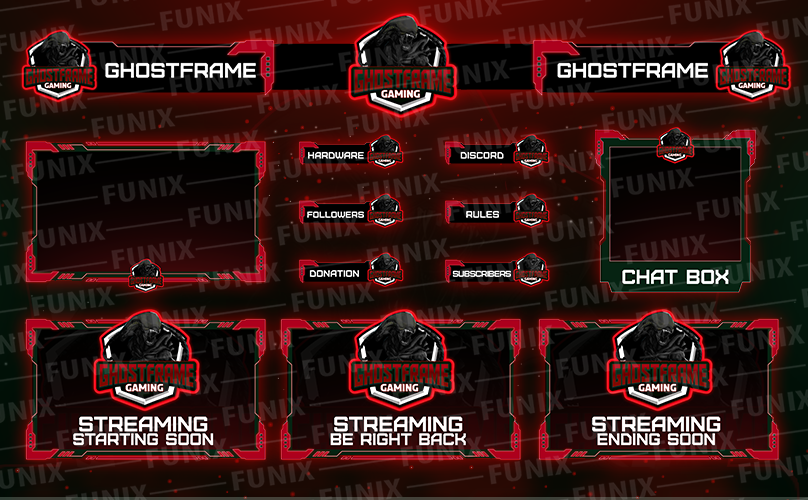 GHOSTFRAME
GAMING
GHOSTFRAME
GHOSTFRAME
GAMING
GHOSTFRAME
GHOSTFRAME
GAMING
HARDWARE
DISCORD
FOLLOWERS
RULES
DONATION
SUBSCRIBERS
CHAT BOX
GHOSTFRAME
GAMING
STREAMING
STARTING SOON
GHOSTFRAME
GAMING
STREAMING
BE RIGHT BACK
GHOSTFRAME
GAMING
STREAMING
ENDING SOON
FUNIX